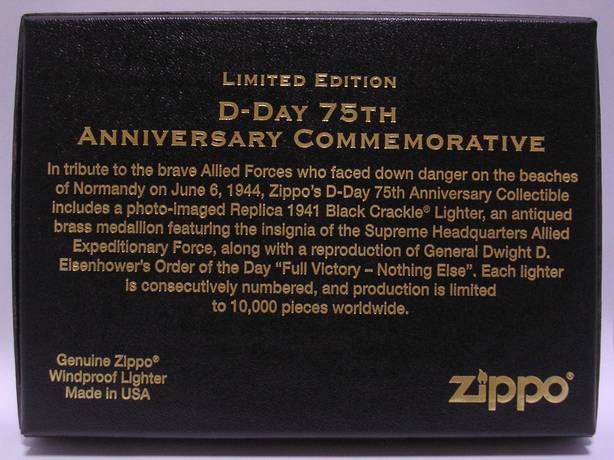 LIMITED EDITION
D-DAY 75TH
ANNIVERSARY COMMEMORATIVE
In tribute to the brave Allied Forces who faced down danger on the beaches
of Normandy on June 6, 1944, Zippo's D-Day 75th Anniversary Collectible
includes a photo-imaged Replica 1941 Black Crackle® Lighter, an antiqued
brass medallion featuring the insignia of the Supreme Headquarters Allied
Expeditionary Force, along with a reproduction of General Dwight D.
Eisenhower's Order of the Day "Full Victory – Nothing Else". Each lighter
is consecutively numbered, and production is limited
to 10,000 pieces worldwide.
Genuine Zippo®
Windproof Lighter
Made in USA
zippo®